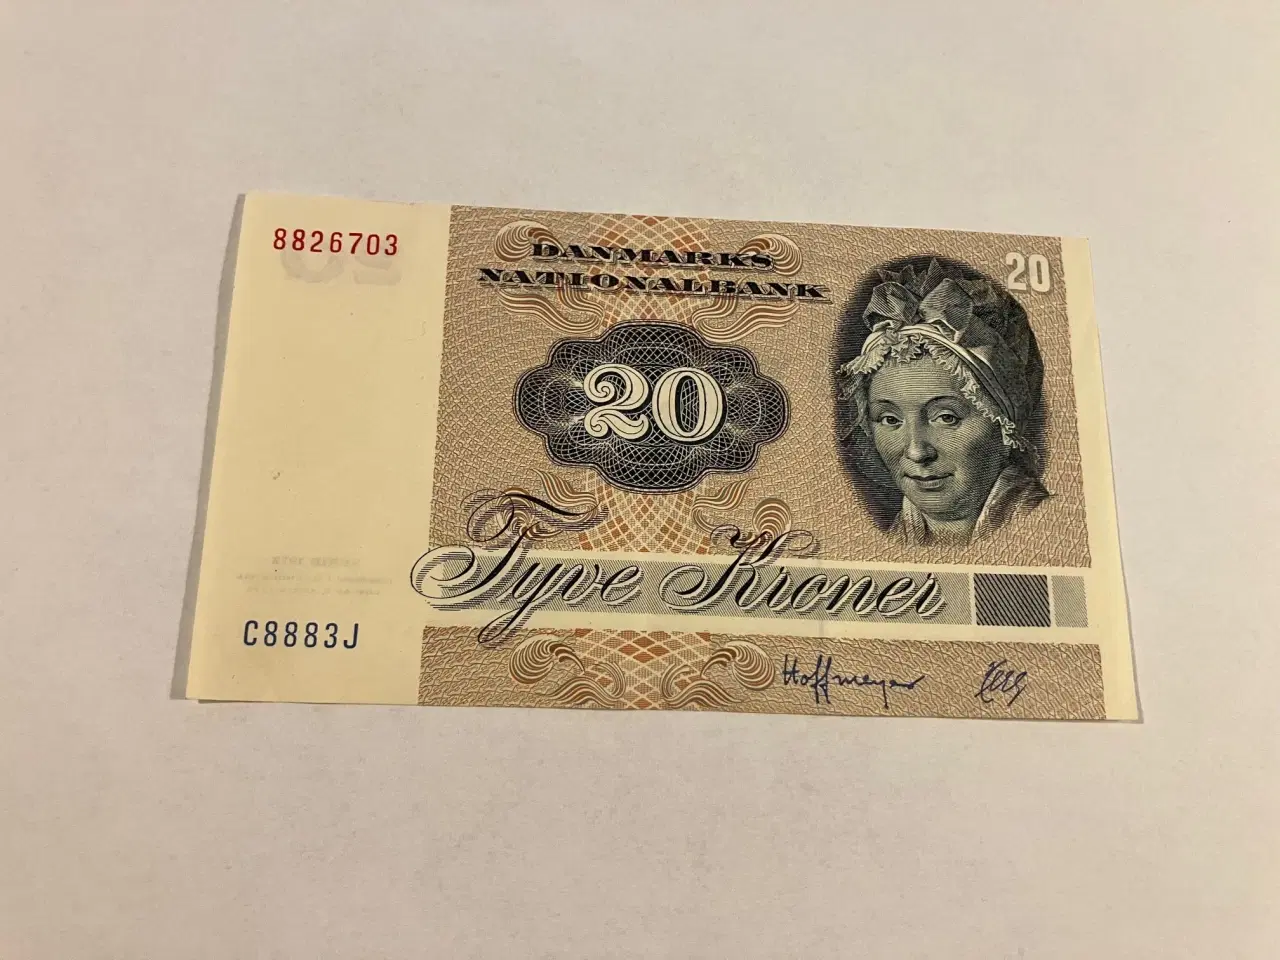 8826703
DANMARKS
NATIONALBANK
20
20
Tyve Kroner
C8883J
Hoffmeyer